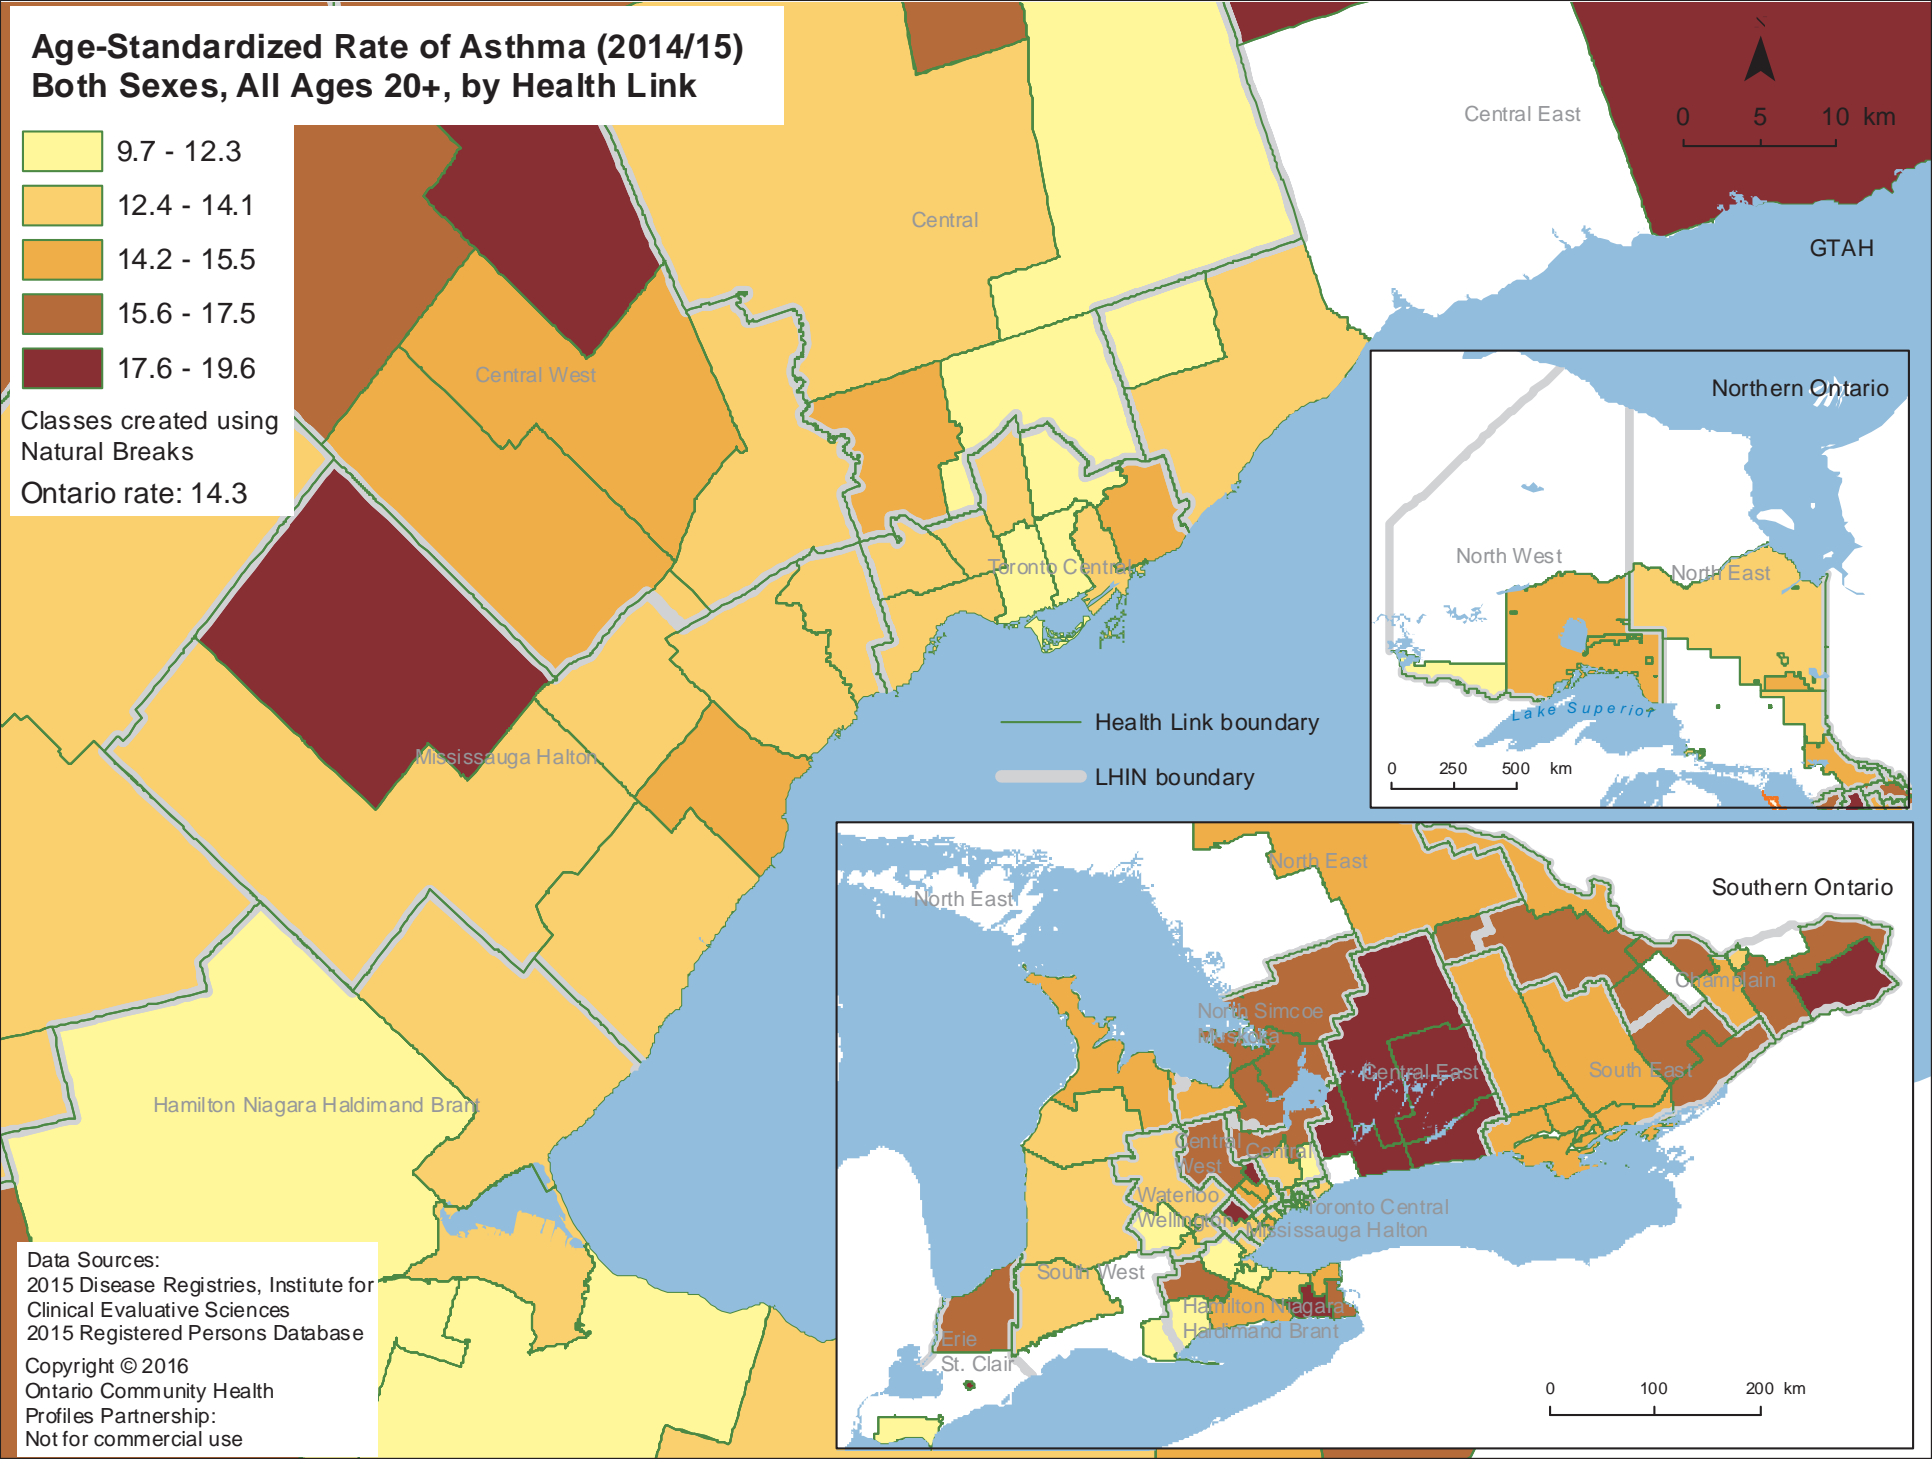 Age-Standardized Rate of Asthma (2014/15)
Both Sexes, All Ages 20+, by Health Link
9.7 - 12.3
12.4 - 14.1
14.2 - 15.5
15.6 - 17.5
17.6 - 19.6
Classes created using
Natural Breaks
Ontario rate: 14.3
Central East
0 5 10 km
GTAH
Central
Central West
Toronto Central
Mississauga Halton
Hamilton Niagara Haldimand Brant
Health Link boundary
LHIN boundary
Northern Ontario
North West
North East
Lake Superior
0 250 500 km
Southern Ontario
North East
North East
North Simcoe
Muskoka
Champlain
Central East
South East
Central
West
Central
Waterloo
Wellington
Toronto Central
Mississauga Halton
South West
Hamilton Niagara
Haldimand Brant
Erie
St. Clair
0 100 200 km
Data Sources:
2015 Disease Registries, Institute for
Clinical Evaluative Sciences
2015 Registered Persons Database
Copyright © 2016
Ontario Community Health
Profiles Partnership:
Not for commercial use